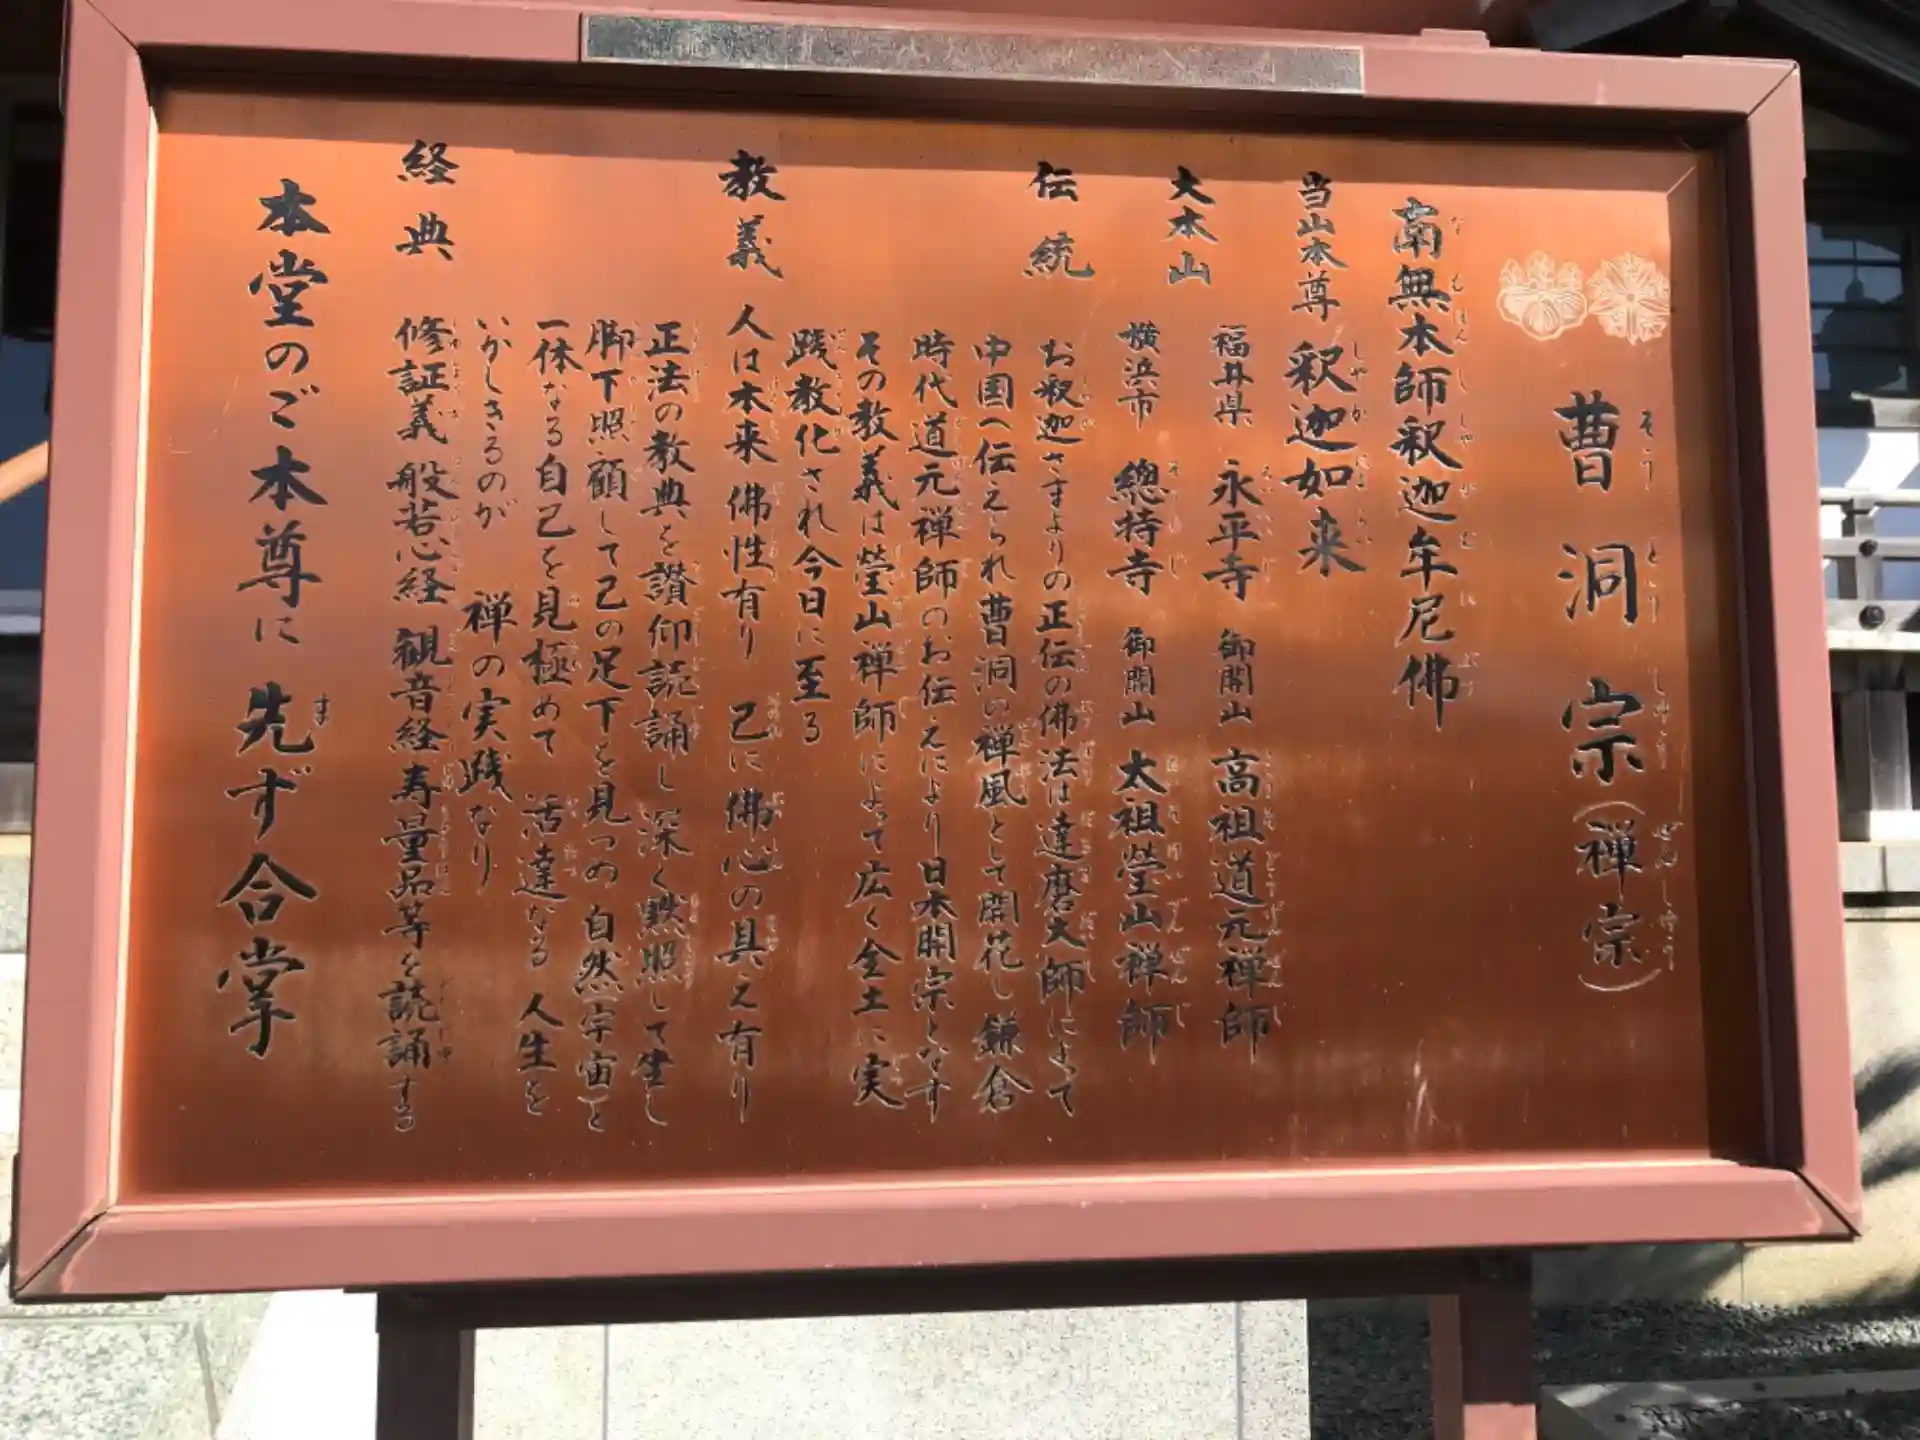 曹洞宗(禅宗)
南無本師釈迦牟尼佛
当山本尊 釈迦如来
大本山 福井県 永平寺 御開山 高祖道元禅師
横浜市 總持寺 御開山 太祖瑩山禅師
伝統 お釈迦さまよりの正伝の佛法は達磨大師によって
中国へ伝えられ曹洞の禅風として開花し鎌倉
時代道元禅師のお伝えにより日本開宗となす
その教義は瑩山禅師によって広く全土に実
践教化され今日に至る
教義 人は本来佛性有り 己に佛心の具え有り
正法の教典を讃仰読誦し深く黙照して坐し
脚下照顧して己の足下を見つめ 自然(宇宙)と
一体なる自己を見極めて 活達なる人生を
いかしきるのが 禅の実践なり
経典 修証義 般若心経 観音経 寿量品等を読誦する
本堂のご本尊に 先ず合掌